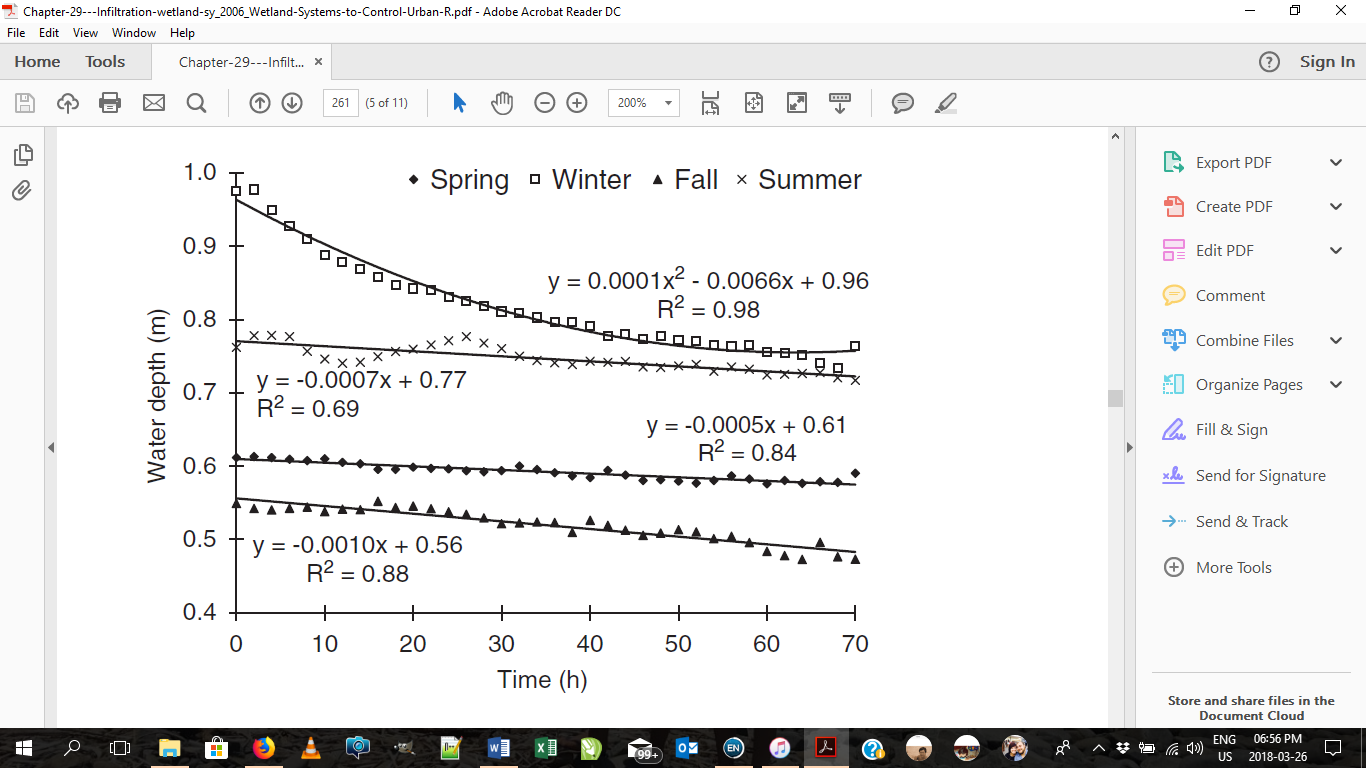 Chapter-29---Infiltration-wetland-sy_2006_Wetland-Systems-to-Control-Urban-R.pdf - Adobe Acrobat Reader DC
File Edit View Window Help
Home Tools Chapter-29---Infilt... × ? Sign In
261 (5 of 11) 200%
Export PDF
Create PDF
Edit PDF
Comment
Combine Files
Organize Pages
Fill & Sign
Send for Signature
Send & Track
More Tools
Store and share files in the
Document Cloud
Spring Winter Fall Summer
1.0
0.9
0.8
0.7
0.6
0.5
0.4
Water depth (m)
y = 0.0001x² - 0.0066x + 0.96
R² = 0.98
y = -0.0007x + 0.77
R² = 0.69
y = -0.0005x + 0.61
R² = 0.84
y = -0.0010x + 0.56
R² = 0.88
0 10 20 30 40 50 60 70
Time (h)
99+ EN ENG 06:56 PM
US 2018-03-26